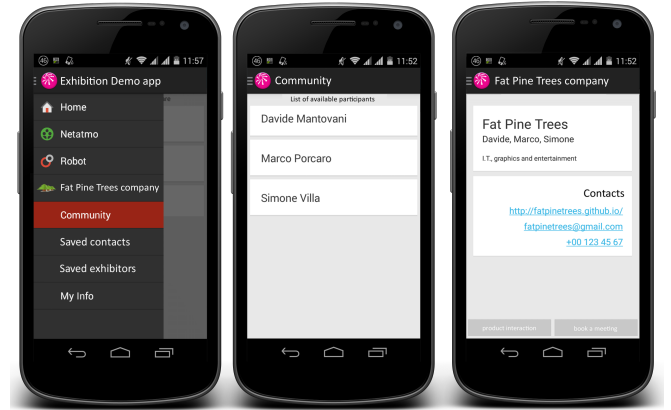 46
11:57
Exhibition Demo app
Home
Netatmo
Robot
Fat Pine Trees company
Community
Saved contacts
Saved exhibitors
My Info
46
11:52
Community
List of available participants
Davide Mantovani
Marco Porcaro
Simone Villa
46
11:52
Fat Pine Trees company
Fat Pine Trees
Davide, Marco, Simone
I.T., graphics and entertainment
Contacts
http://fatpinetrees.github.io/
fatpinetrees@gmail.com
+00 123 45 67
product interaction
book a meeting